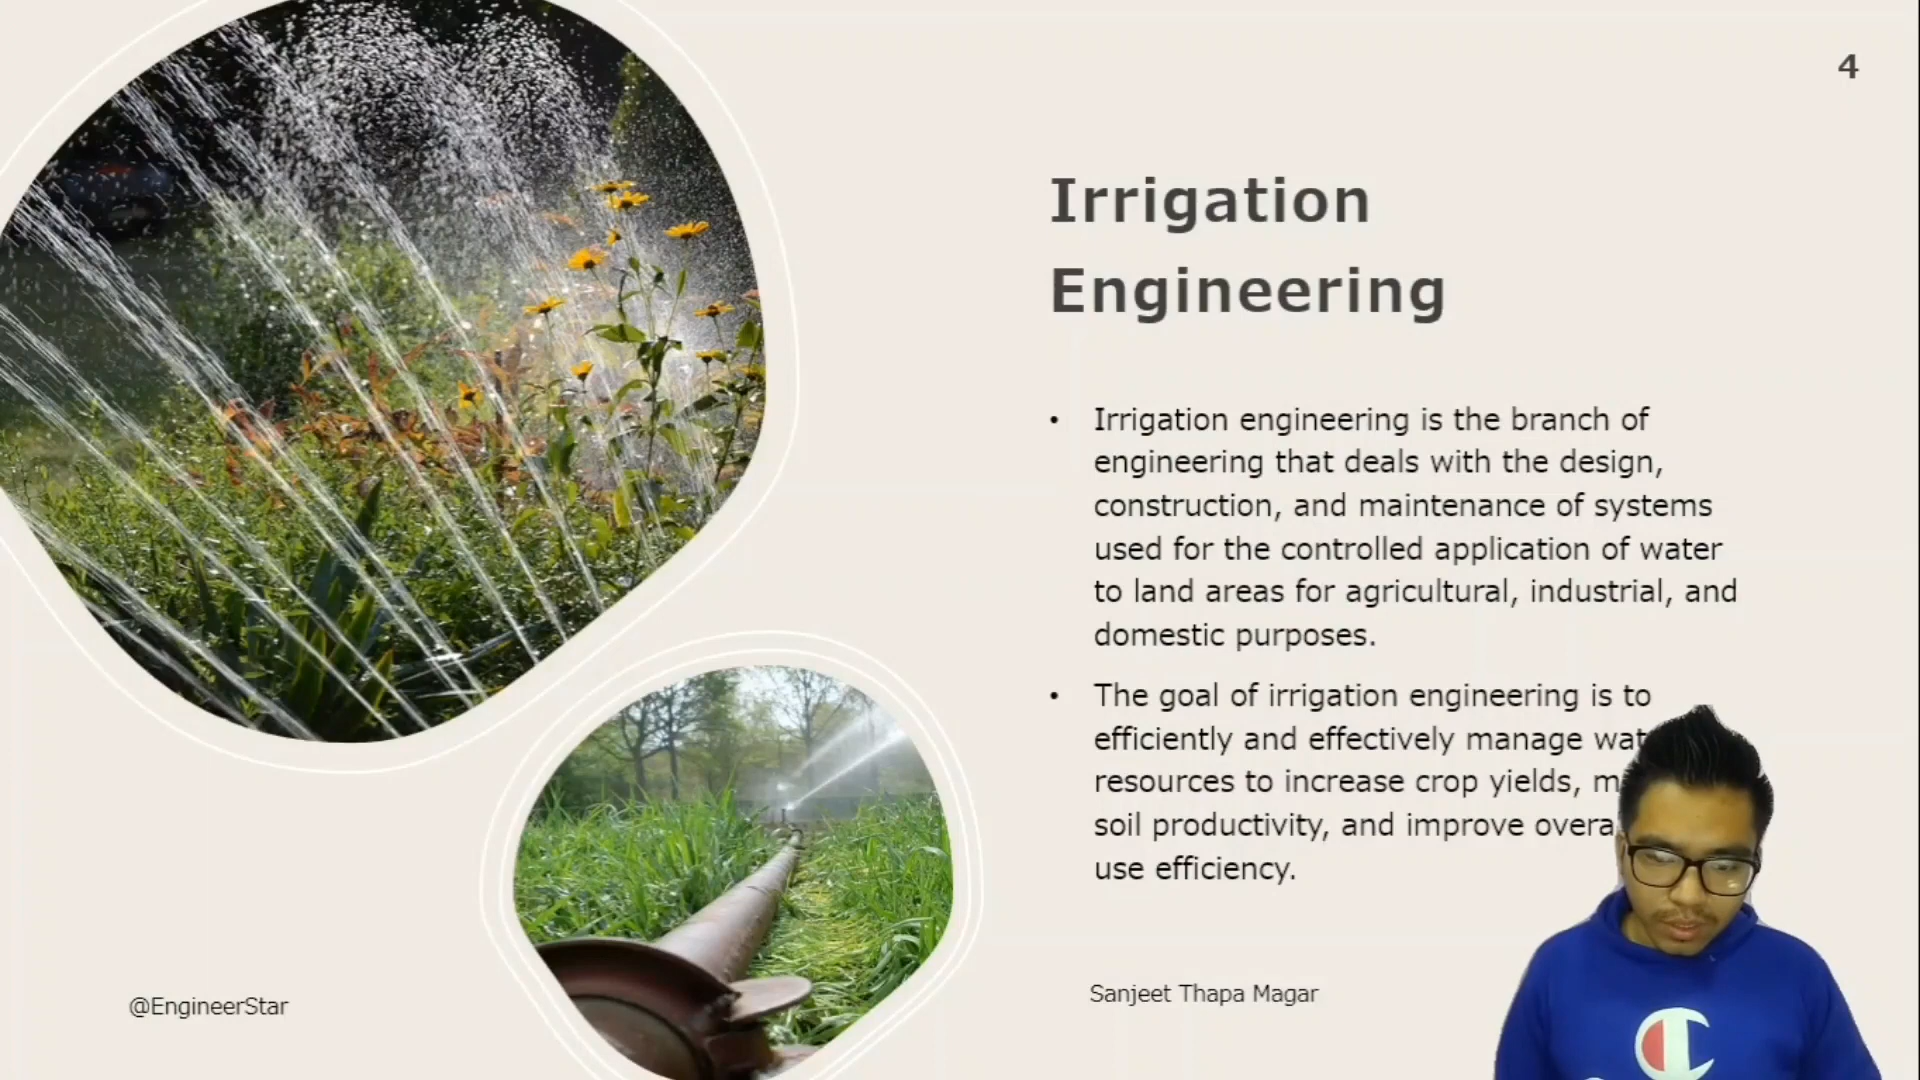 4
Irrigation
Engineering
• Irrigation engineering is the branch of
engineering that deals with the design,
construction, and maintenance of systems
used for the controlled application of water
to land areas for agricultural, industrial, and
domestic purposes.
• The goal of irrigation engineering is to
efficiently and effectively manage
resources to increase crop yields,
soil productivity, and improve
use efficiency.
Sanjeet Thapa Magar
@EngineerStar